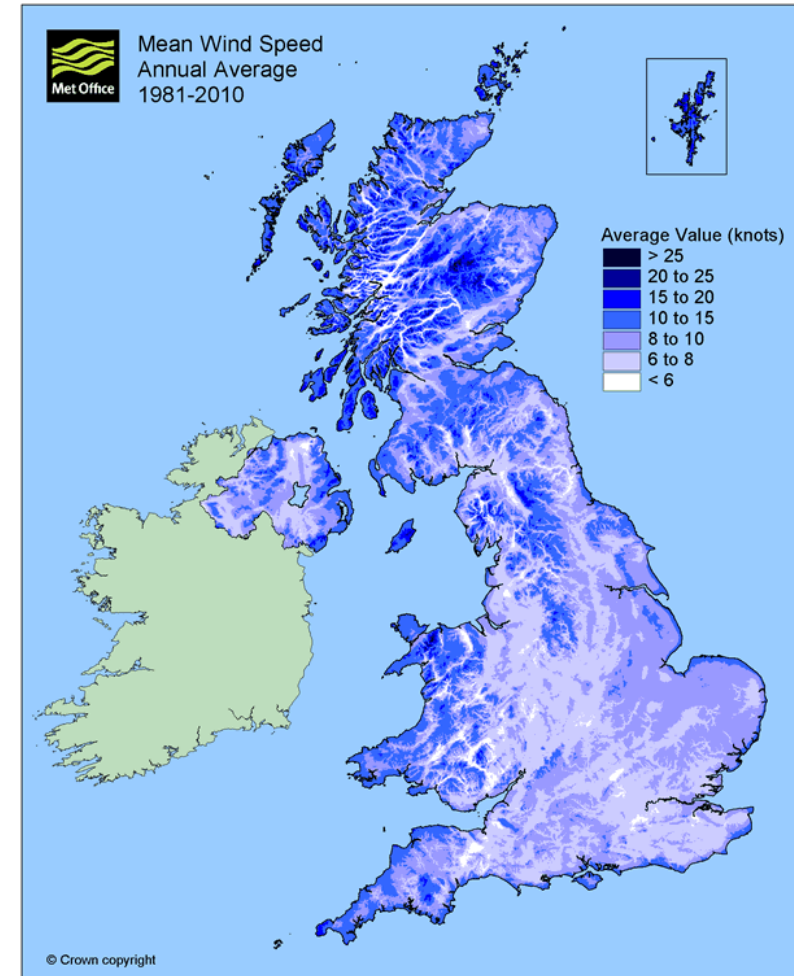 Met Office
Mean Wind Speed
Annual Average
1981-2010
Average Value (knots)
> 25
20 to 25
15 to 20
10 to 15
8 to 10
6 to 8
< 6
© Crown copyright